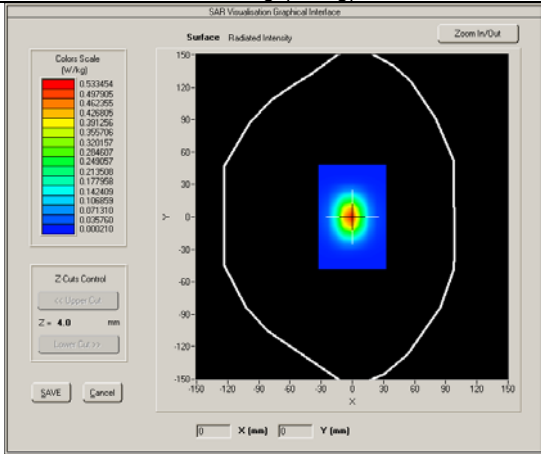 SAR Visualisation Graphical Interface
Surface Radiated Intensity
Zoom In/Out
Colors Scale
(W/kg)
0.533454
0.497905
0.462355
0.426805
0.391256
0.355706
0.320157
0.284607
0.249057
0.213508
0.177958
0.142409
0.106859
0.071310
0.035760
0.000210
150
120
90
60
30
Y
0
-30
-60
-90
-120
-150
-150 -120 -90 -60 -30 0 30 60 90 120 150
X
Z Cuts Control
<< Upper Cut
Z = 4.0 mm
Lower Cut >>
SAVE Cancel
0 X (mm) 0 Y (mm)